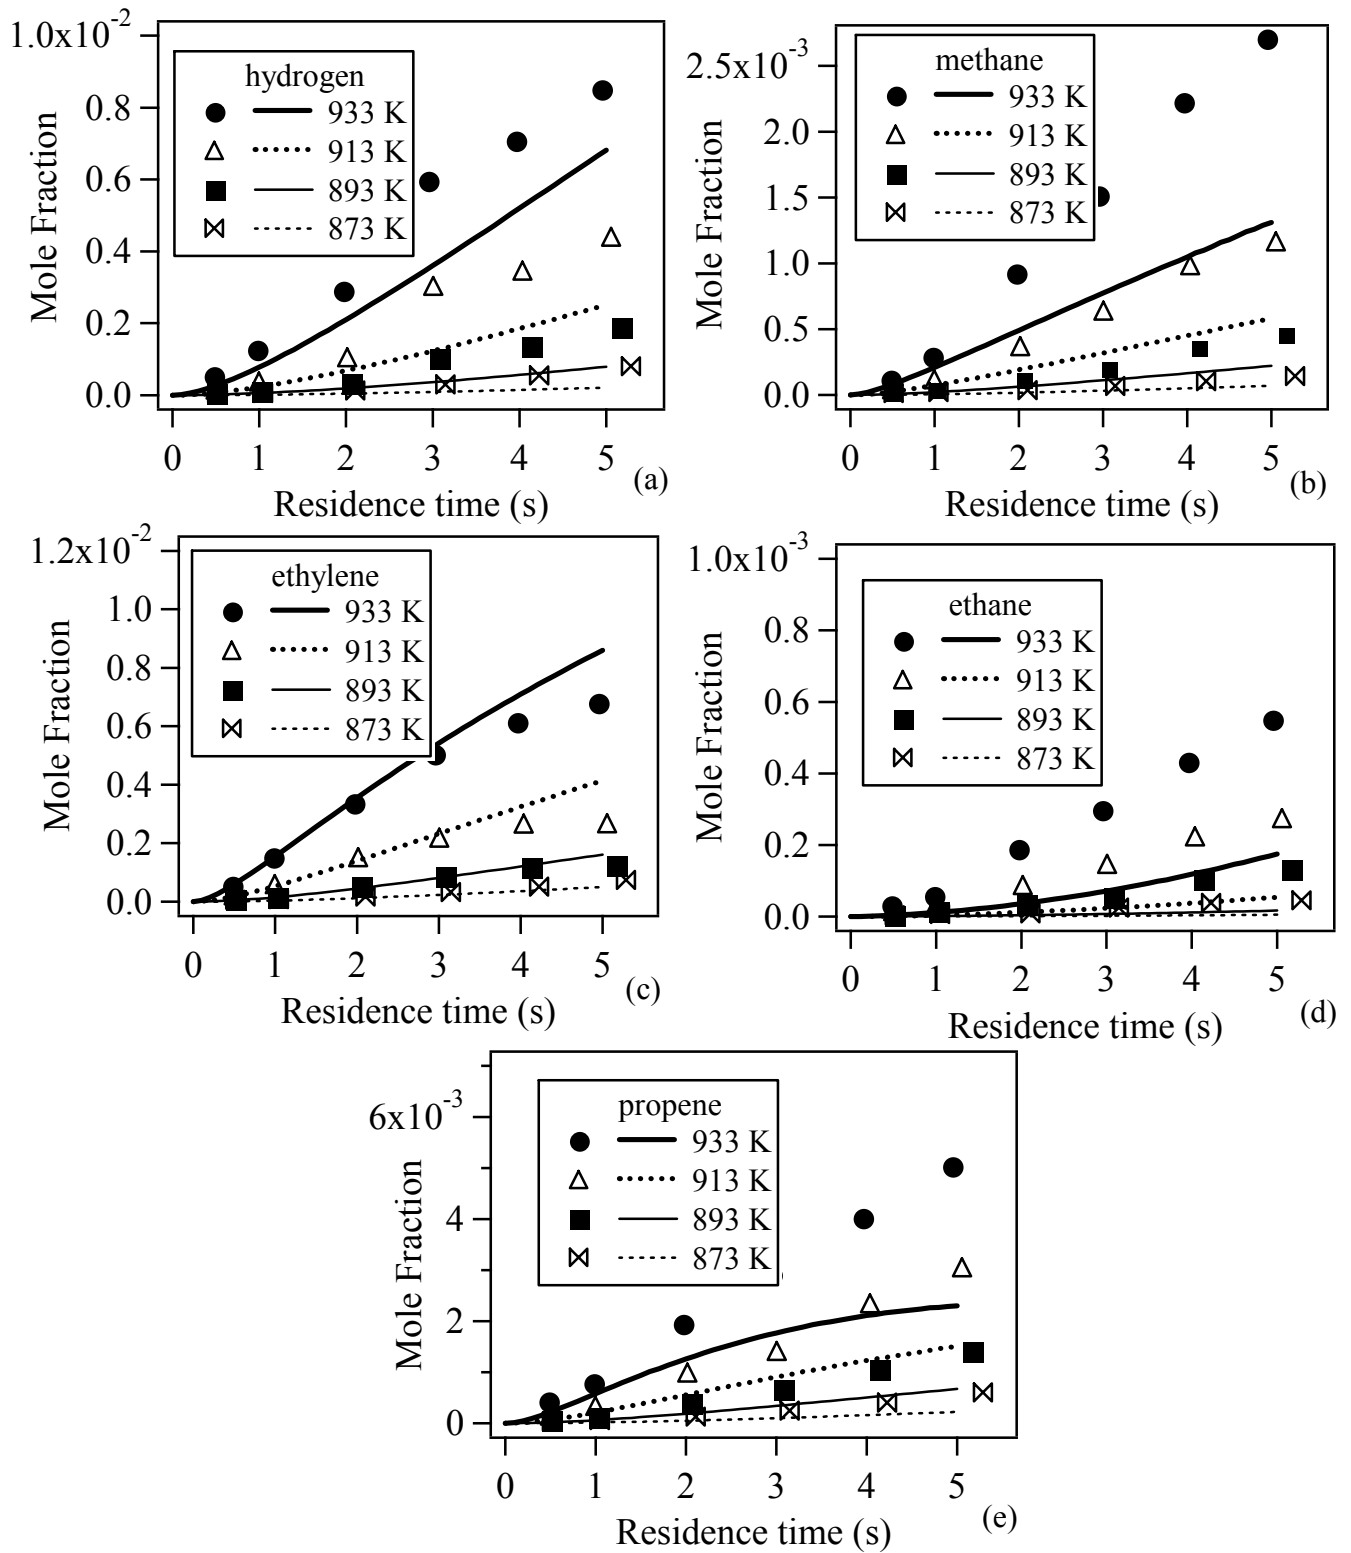 1.0x10-2
0.8
0.6
0.4
0.2
0.0
Mole Fraction
hydrogen
933 K
913 K
893 K
873 K
0 1 2 3 4 5
Residence time (s)
(a)
2.5x10-3
2.0
1.5
1.0
0.5
0.0
Mole Fraction
methane
933 K
913 K
893 K
873 K
0 1 2 3 4 5
Residence time (s)
(b)
1.2x10-2
1.0
0.8
0.6
0.4
0.2
0.0
Mole Fraction
ethylene
933 K
913 K
893 K
873 K
0 1 2 3 4 5
Residence time (s)
(c)
1.0x10-3
0.8
0.6
0.4
0.2
0.0
Mole Fraction
ethane
933 K
913 K
893 K
873 K
0 1 2 3 4 5
Residence time (s)
(d)
6x10-3
4
2
0
Mole Fraction
propene
933 K
913 K
893 K
873 K
0 1 2 3 4 5
Residence time (s)
(e)